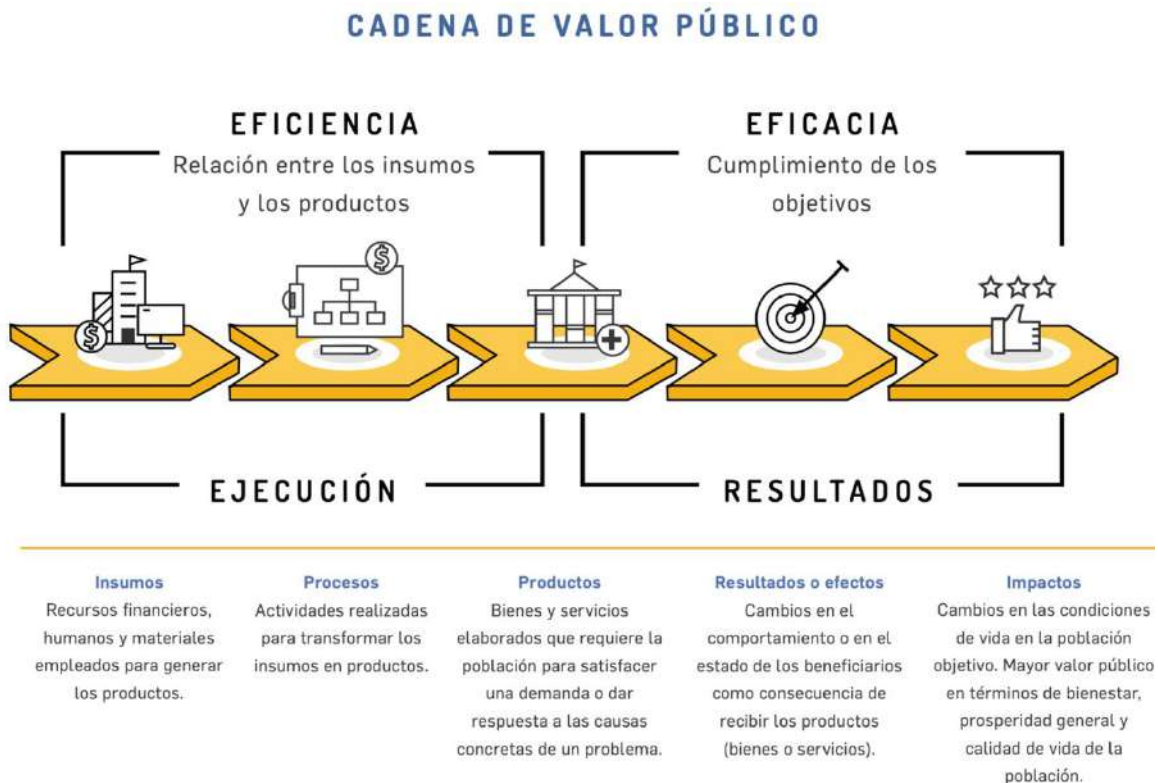 CADENA DE VALOR PÚBLICO
EFICIENCIA
Relación entre los insumos
y los productos
EFICACIA
Cumplimiento de los
objetivos
$
$
EJECUCIÓN
RESULTADOS
Insumos
Recursos financieros,
humanos y materiales
empleados para generar
los productos.
Procesos
Actividades realizadas
para transformar los
insumos en productos.
Productos
Bienes y servicios
elaborados que requiere la
población para satisfacer
una demanda o dar
respuesta a las causas
concretas de un problema.
Resultados o efectos
Cambios en el
comportamiento o en el
estado de los beneficiarios
como consecuencia de
recibir los productos
(bienes o servicios).
Impactos
Cambios en las condiciones
de vida en la población
objetivo. Mayor valor público
en términos de bienestar,
prosperidad general y
calidad de vida de la
población.